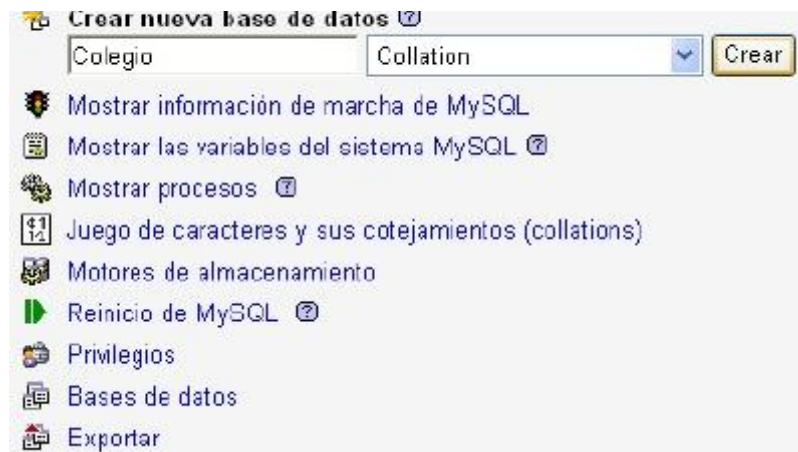 Crear nueva base de datos
Colegio Collation Crear
Mostrar información de marcha de MySQL
Mostrar las variables del sistema MySQL
Mostrar procesos
Juego de caracteres y sus cotejamientos (collations)
Motores de almacenamiento
Reinicio de MySQL
Privilegios
Bases de datos
Exportar